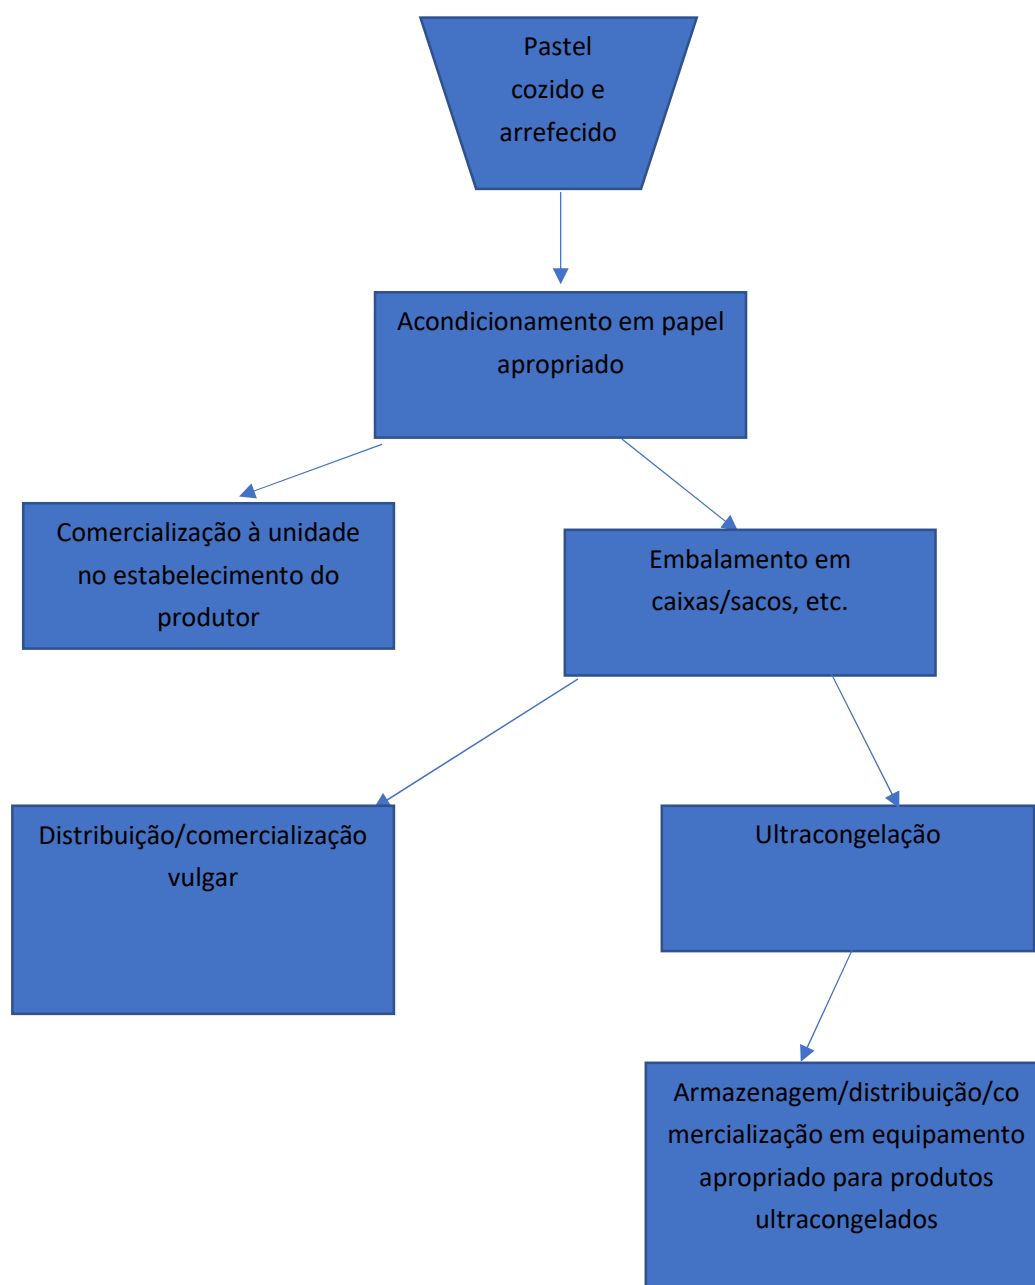 Pastel
cozido e
arrefecido
Acondicionamento em papel
apropriado
Comercialização à unidade
no estabelecimento do
produtor
Embalamento em
caixas/sacos, etc.
Distribuição/comercialização
vulgar
Ultracongelação
Armazenagem/distribuição/co
mercialização em equipamento
apropriado para produtos
ultracongelados